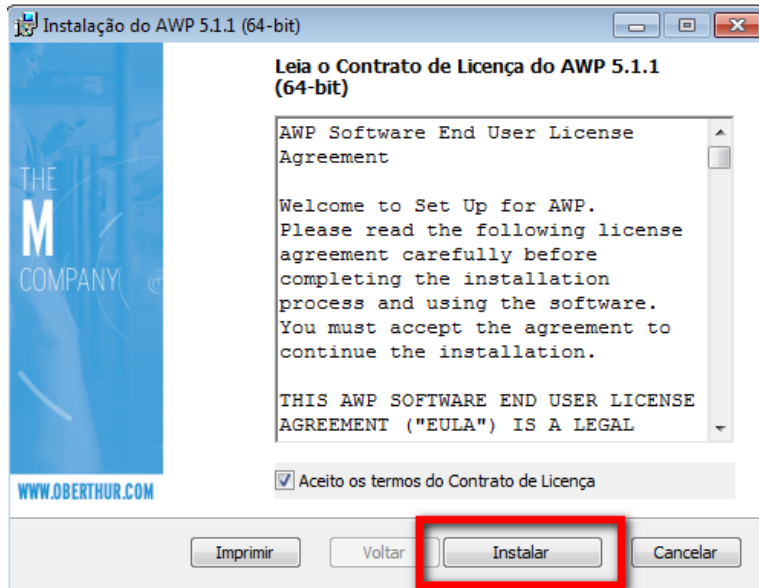 Instalação do AWP 5.1.1 (64-bit)
Leia o Contrato de Licença do AWP 5.1.1
(64-bit)
AWP Software End User License
Agreement
Welcome to Set Up for AWP.
Please read the following license
agreement carefully before
completing the installation
process and using the software.
You must accept the agreement to
continue the installation.
THIS AWP SOFTWARE END USER LICENSE
AGREEMENT ("EULA") IS A LEGAL
THE
M
COMPANY
WWW.OBERTHUR.COM
Aceito os termos do Contrato de Licença
Imprimir
Voltar
Instalar
Cancelar